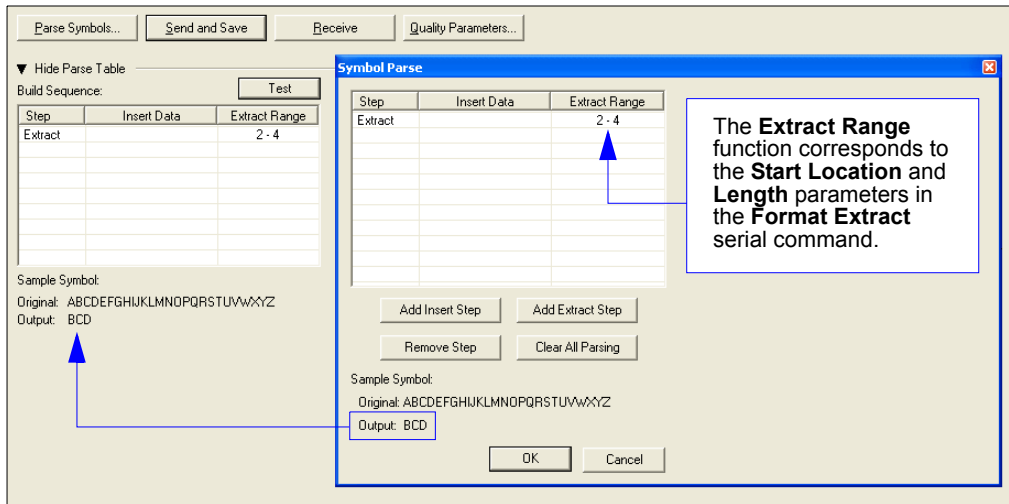 Parse Symbols... Send and Save Receive Quality Parameters...
▼ Hide Parse Table
Build Sequence: Test
Step Insert Data Extract Range
Extract 2 - 4
Sample Symbol:
Original: ABCDEFGHIJKLMNOPQRSTUVWXYZ
Output: BCD
Symbol Parse
Step Insert Data Extract Range
Extract 2 - 4
Add Insert Step Add Extract Step
Remove Step Clear All Parsing
Sample Symbol:
Original: ABCDEFGHIJKLMNOPQRSTUVWXYZ
Output: BCD
OK Cancel
The Extract Range
function corresponds to
the Start Location and
Length parameters in
the Format Extract
serial command.